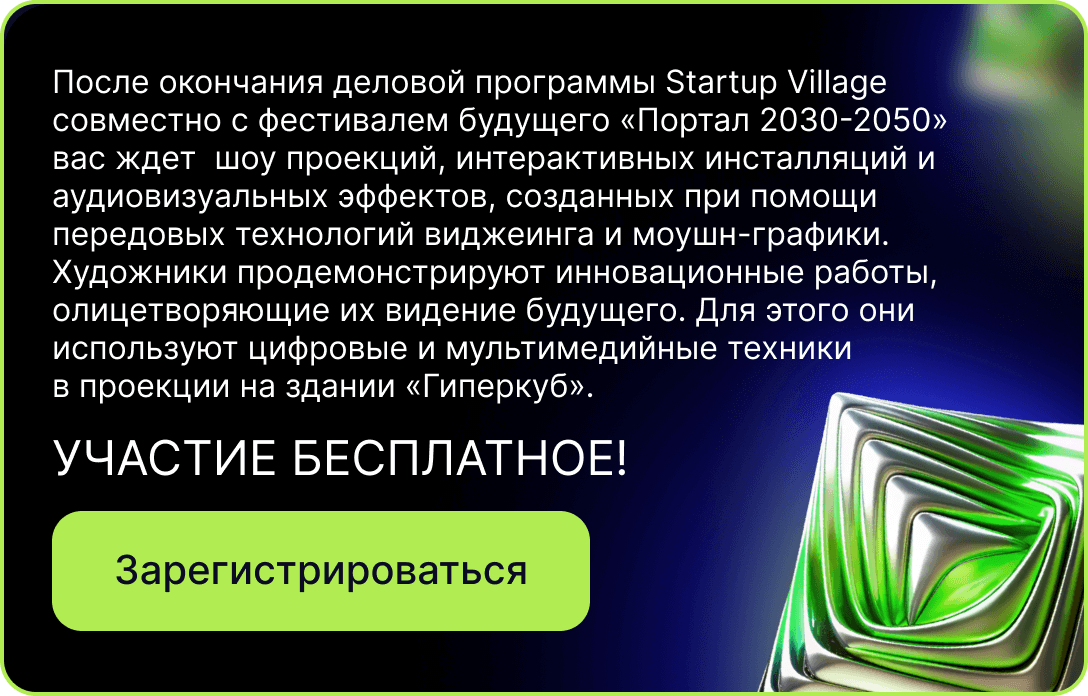 После окончания деловой программы Startup Village
совместно с фестивалем будущего «Портал 2030-2050»
вас ждет  шоу проекций, интерактивных инсталляций и
аудиовизуальных эффектов, созданных при помощи
передовых технологий виджеинга и моушн-графики.
Художники продемонстрируют инновационные работы,
олицетворяющие их видение будущего. Для этого они
используют цифровые и мультимедийные техники
в проекции на здании «Гиперкуб».
УЧАСТИЕ БЕСПЛАТНОЕ!
Зарегистрироваться